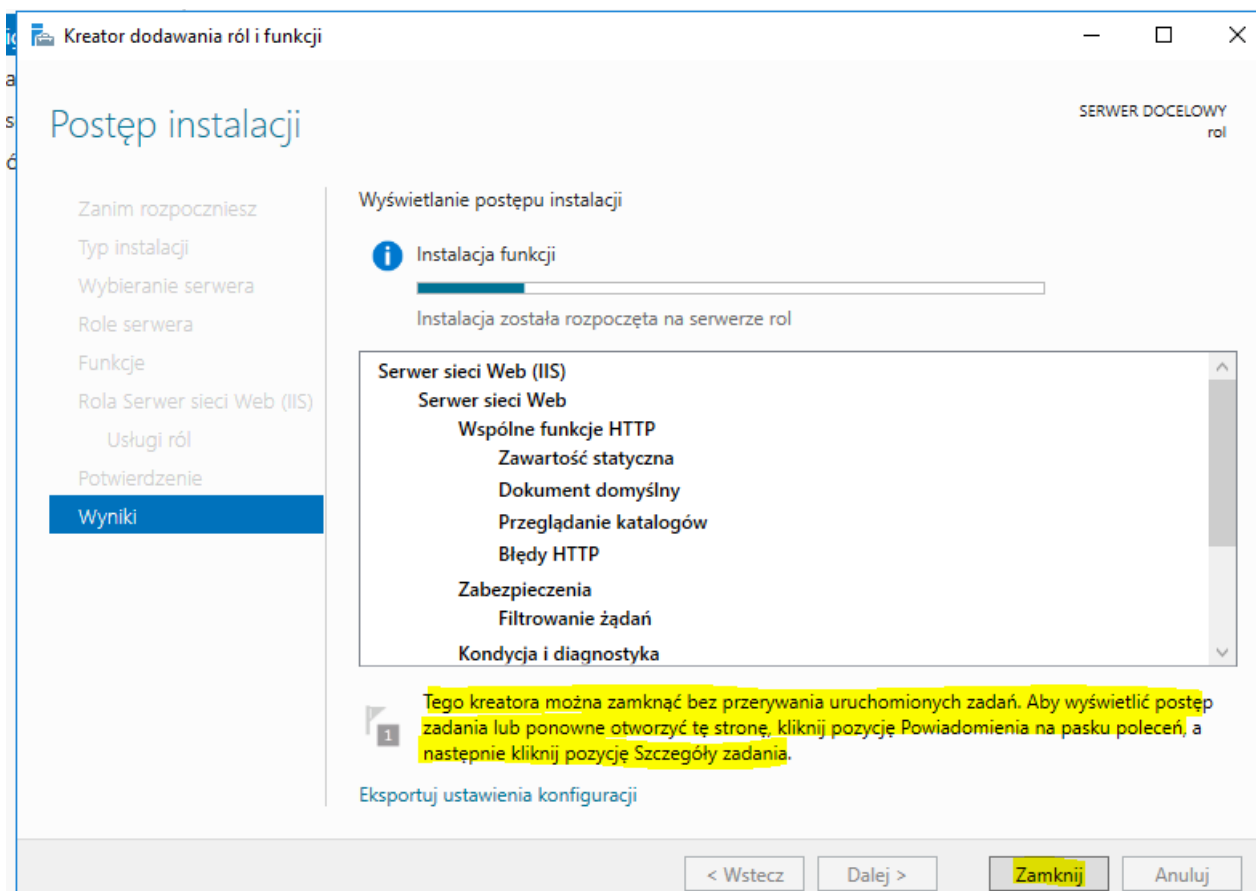 Kreator dodawania ról i funkcji
Postęp instalacji
SERWER DOCELOWY
rol
Zanim rozpoczniesz
Typ instalacji
Wybieranie serwera
Role serwera
Funkcje
Rola Serwer sieci Web (IIS)
Usługi ról
Potwierdzenie
Wyniki
Wyświetlanie postępu instalacji
Instalacja funkcji
Instalacja została rozpoczęta na serwerze rol
Serwer sieci Web (IIS)
Serwer sieci Web
Wspólne funkcje HTTP
Zawartość statyczna
Dokument domyślny
Przeglądanie katalogów
Błędy HTTP
Zabezpieczenia
Filtrowanie żądań
Kondycja i diagnostyka
1
Tego kreatora można zamknąć bez przerywania uruchomionych zadań. Aby wyświetlić postęp
zadania lub ponowne otworzyć tę stronę, kliknij pozycję Powiadomienia na pasku poleceń, a
następnie kliknij pozycję Szczegóły zadania.
Eksportuj ustawienia konfiguracji
< Wstecz
Dalej >
Zamknij
Anuluj